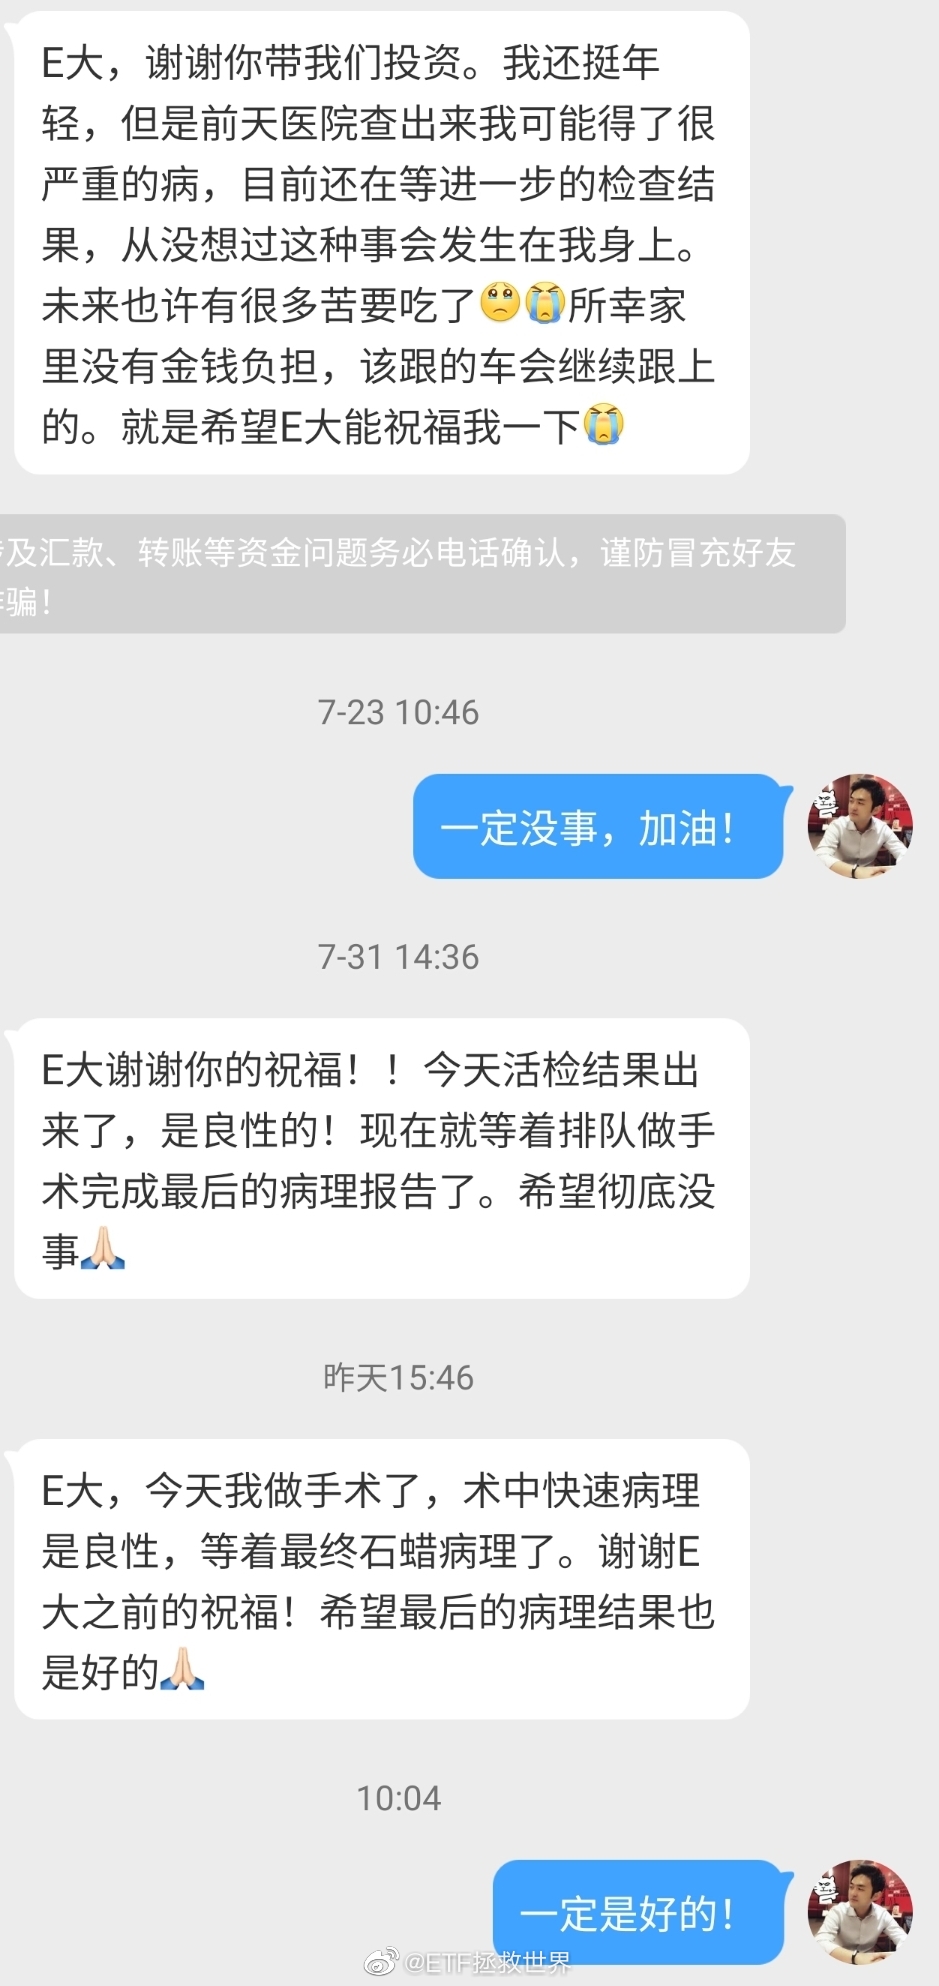 E大，谢谢你带我们投资。我还挺年
轻，但是前天医院查出来我可能得了很
严重的病，目前还在等进一步的检查结
果，从没想过这种事会发生在我身上。
未来也许有很多苦要吃了🥺😭所幸家
里没有金钱负担，该跟的车会继续跟上
的。就是希望E大能祝福我一下😭
及汇款、转账等资金问题务必电话确认，谨防冒充好友
骗！
7-23 10:46
一定没事，加油！
7-31 14:36
E大谢谢你的祝福！！今天活检结果出
来了，是良性的！现在就等着排队做手
术完成最后的病理报告了。希望彻底没
事🙏🏻
昨天15:46
E大，今天我做手术了，术中快速病理
是良性，等着最终石蜡病理了。谢谢E
大之前的祝福！希望最后的病理结果也
是好的🙏🏻
10:04
一定是好的！
@ETF拯救世界